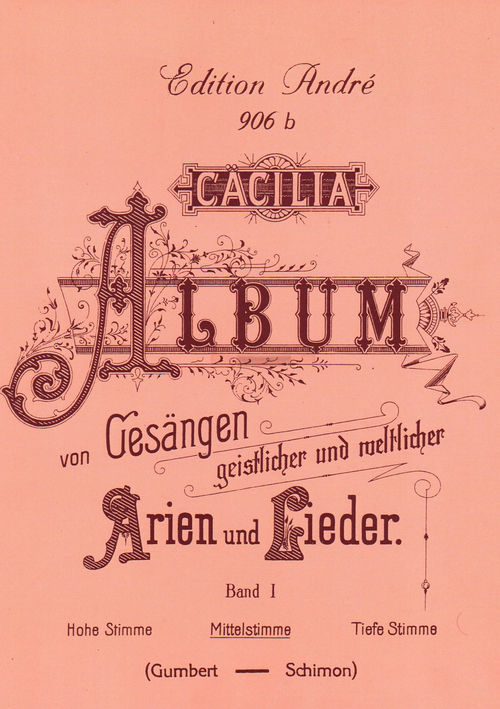 Edition André
906 b
CÄCILIA
ALBUM
von Gesängen
geistlicher und weltlicher
Arien und Lieder.
Band I
Hohe Stimme Mittelstimme Tiefe Stimme
(Gumbert — Schimon)